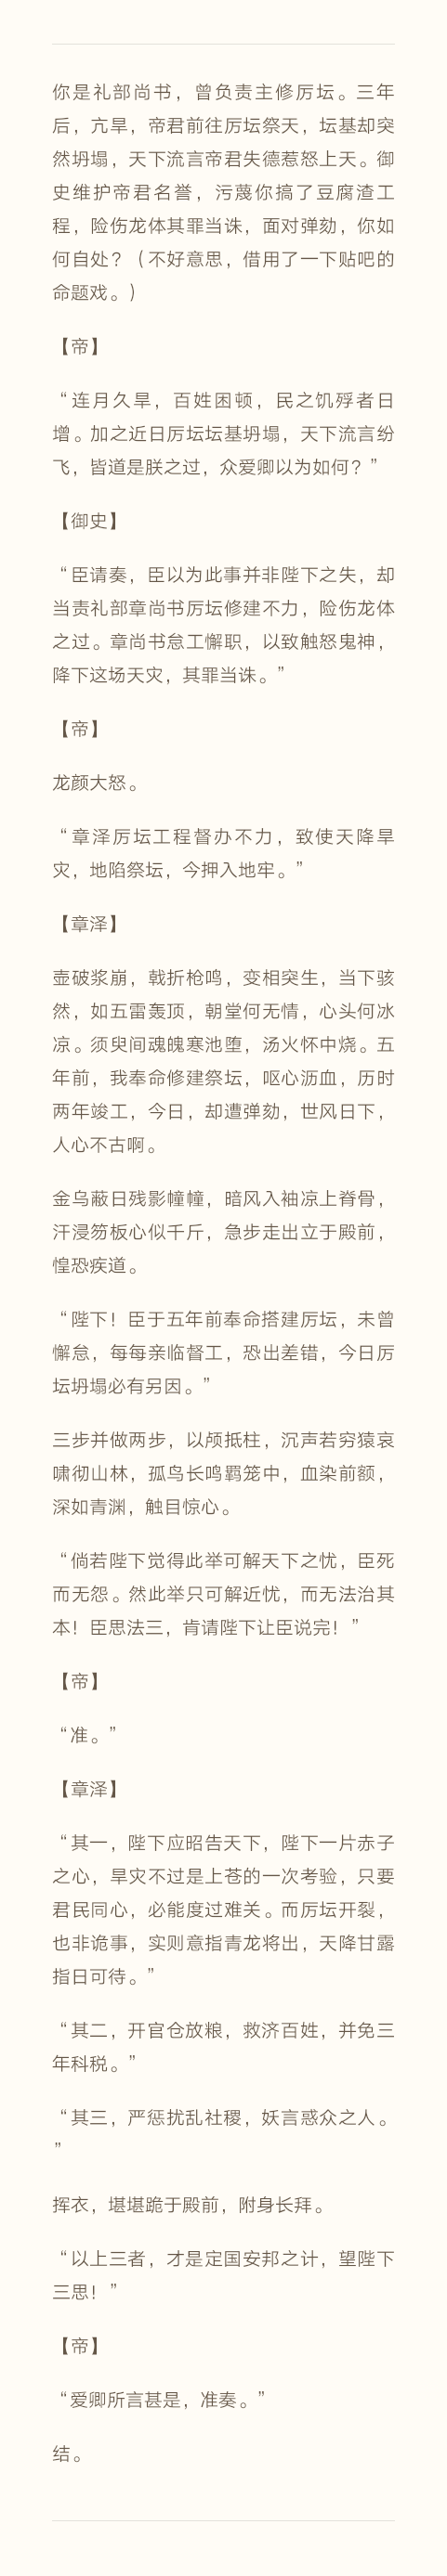 你是礼部尚书，曾负责主修厉坛。三年
后，亢旱，帝君前往厉坛祭天，坛基却突
然坍塌，天下流言帝君失德惹怒上天。御
史维护帝君名誉，污蔑你搞了豆腐渣工
程，险伤龙体其罪当诛，面对弹劾，你如
何自处？（不好意思，借用了一下贴吧的
命题戏。）
【帝】
“连月久旱，百姓困顿，民之饥殍者日
增。加之近日厉坛坛基坍塌，天下流言纷
飞，皆道是朕之过，众爱卿以为如何？”
【御史】
“臣请奏，臣以为此事并非陛下之失，却
当责礼部章尚书厉坛修建不力，险伤龙体
之过。章尚书怠工懈职，以致触怒鬼神，
降下这场天灾，其罪当诛。”
【帝】
龙颜大怒。
“章泽厉坛工程督办不力，致使天降旱
灾，地陷祭坛，今押入地牢。”
【章泽】
壶破浆崩，戟折枪鸣，变相突生，当下骇
然，如五雷轰顶，朝堂何无情，心头何冰
凉。须臾间魂魄寒池堕，汤火怀中烧。五
年前，我奉命修建祭坛，呕心沥血，历时
两年竣工，今日，却遭弹劾，世风日下，
人心不古啊。
金乌蔽日残影幢幢，暗风入袖凉上脊骨，
汗浸笏板心似千斤，急步走出立于殿前，
惶恐疾道。
“陛下！臣于五年前奉命搭建厉坛，未曾
懈怠，每每亲临督工，恐出差错，今日厉
坛坍塌必有另因。”
三步并做两步，以颅抵柱，沉声若穷猿哀
啸彻山林，孤鸟长鸣羁笼中，血染前额，
深如青渊，触目惊心。
“倘若陛下觉得此举可解天下之忧，臣死
而无怨。然此举只可解近忧，而无法治其
本！臣思法三，肯请陛下让臣说完！”
【帝】
“准。”
【章泽】
“其一，陛下应昭告天下，陛下一片赤子
之心，旱灾不过是上苍的一次考验，只要
君民同心，必能度过难关。而厉坛开裂，
也非诡事，实则意指青龙将出，天降甘露
指日可待。”
“其二，开官仓放粮，救济百姓，并免三
年科税。”
“其三，严惩扰乱社稷，妖言惑众之人。
”
挥衣，堪堪跪于殿前，附身长拜。
“以上三者，才是定国安邦之计，望陛下
三思！”
【帝】
“爱卿所言甚是，准奏。”
结。